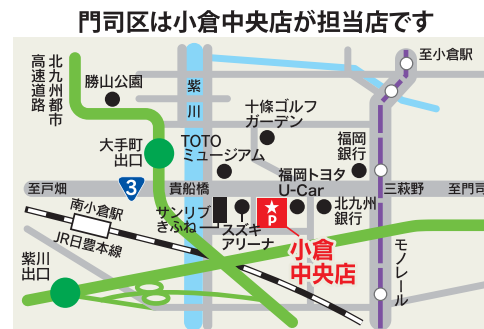 門司区は小倉中央店が担当店です
至小倉駅
北九州都市
高速道路
勝山公園
紫
川
十條ゴルフ
ガーデン
大手町
出口
TOTO
ミュージアム
福岡
銀行
福岡トヨタ
U-Car
3
至戸畑
貴船橋
三萩野
至門司
南小倉駅
サンリブ
きふね
スズキ
アリーナ
P
北九州
銀行
JR日豊本線
小倉
中央店
モノレール
紫川
出口